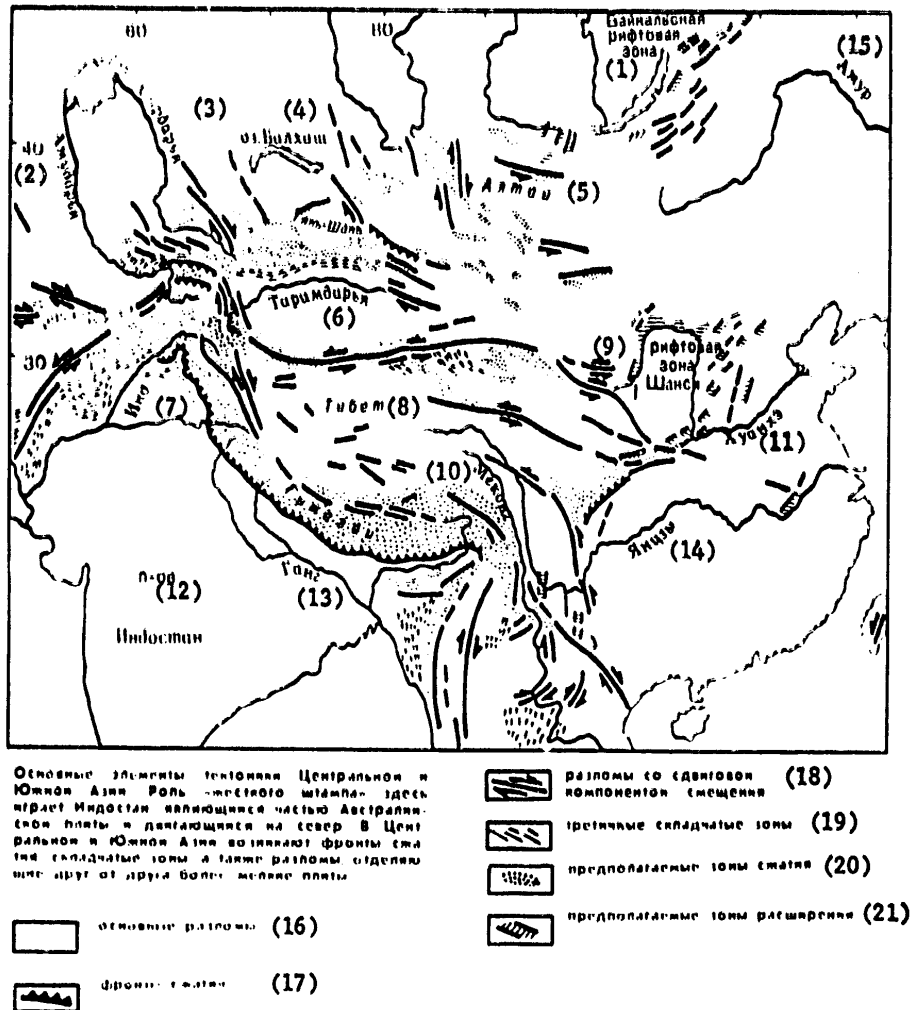 60
80
Байкальская
рифтовая
зона
(1)
(15)
Амур
(3)
(4)
оз. Балхаш
40
(2)
Алтай (5)
Тянь-Шань
Таримдарья
(6)
30
(9)
рифтовая
зона
Шанси
Инд
(7)
Тибет (8)
Хуанхэ
(11)
(10)
Меконг
Янцзы
(14)
Ганг
(13)
п-ов
(12)
Индостан
Основные элементы тектоники Центральной и
Южной Азии Роль «жесткого штампа» здесь
играет Индостан являющийся частью Австралий-
ской плиты и двигающийся на север В Цент
ральной и Южной Азии возникают фронты сжа
тия складчатые зоны а также разломы, отделяю
щие друг от друга более мелкие плиты
основные разломы (16)
фронты сжатия (17)
разломы со сдвиговой (18)
компонентой смещения
третичные складчатые зоны (19)
предполагаемые зоны сжатия (20)
предполагаемые зоны расширения (21)